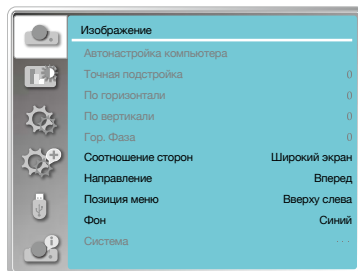 Изображение
Автонастройка компьютера
Точная подстройка 0
По горизонтали 0
По вертикали 0
Гор. Фаза 0
Соотношение сторон Широкий экран
Направление Вперед
Позиция меню Вверху слева
Фон Синий
Система ...